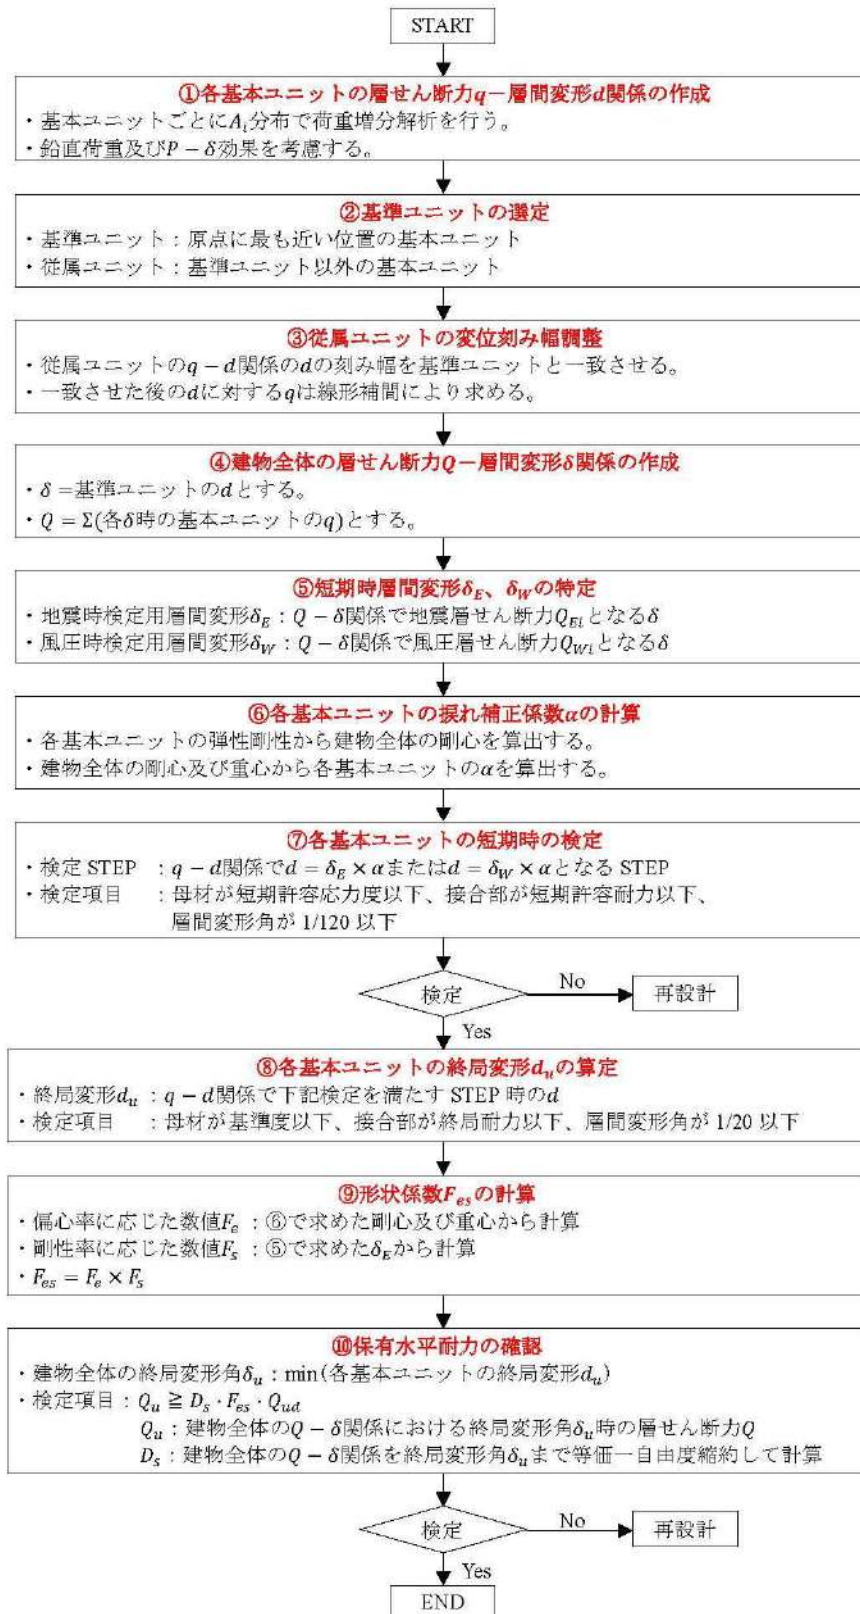 START
①各基本ユニットの層せん断力q－層間変形d関係の作成
・基本ユニットごとにA_i分布で荷重増分解析を行う。
・鉛直荷重及びP－δ効果を考慮する。
②基準ユニットの選定
・基準ユニット：原点に最も近い位置の基本ユニット
・従属ユニット：基準ユニット以外の基本ユニット
③従属ユニットの変位刻み幅調整
・従属ユニットのq－d関係のdの刻み幅を基準ユニットと一致させる。
・一致させた後のdに対するqは線形補間により求める。
④建物全体の層せん断力Q－層間変形δ関係の作成
・δ＝基準ユニットのdとする。
・Q＝Σ(各δ時の基本ユニットのq)とする。
⑤短期時層間変形δ_E、δ_Wの特定
・地震時検定用層間変形δ_E：Q－δ関係で地震層せん断力Q_Eiとなるδ
・風圧時検定用層間変形δ_W：Q－δ関係で風圧層せん断力Q_Wiとなるδ
⑥各基本ユニットの捩れ補正係数αの計算
・各基本ユニットの弾性剛性から建物全体の剛心を算出する。
・建物全体の剛心及び重心から各基本ユニットのαを算出する。
⑦各基本ユニットの短期時の検定
・検定 STEP ：q－d関係でd＝δ_E×αまたはd＝δ_W×αとなる STEP
・検定項目 ：母材が短期許容応力度以下、接合部が短期許容耐力以下、
層間変形角が 1/120 以下
検定 No 再設計
Yes
⑧各基本ユニットの終局変形d_uの算定
・終局変形d_u：q－d関係で下記検定を満たす STEP 時のd
・検定項目 ：母材が基準度以下、接合部が終局耐力以下、層間変形角が 1/20 以下
⑨形状係数F_esの計算
・偏心率に応じた数値F_e：⑥で求めた剛心及び重心から計算
・剛性率に応じた数値F_s：⑤で求めたδ_Eから計算
・F_es＝F_e×F_s
⑩保有水平耐力の確認
・建物全体の終局変形角δ_u：min(各基本ユニットの終局変形d_u)
・検定項目：Q_u≧D_s・F_es・Q_ud
Q_u：建物全体のQ－δ関係における終局変形角δ_u時の層せん断力Q
D_s：建物全体のQ－δ関係を終局変形角δ_uまで等価一自由度縮約して計算
検定 No 再設計
Yes
END